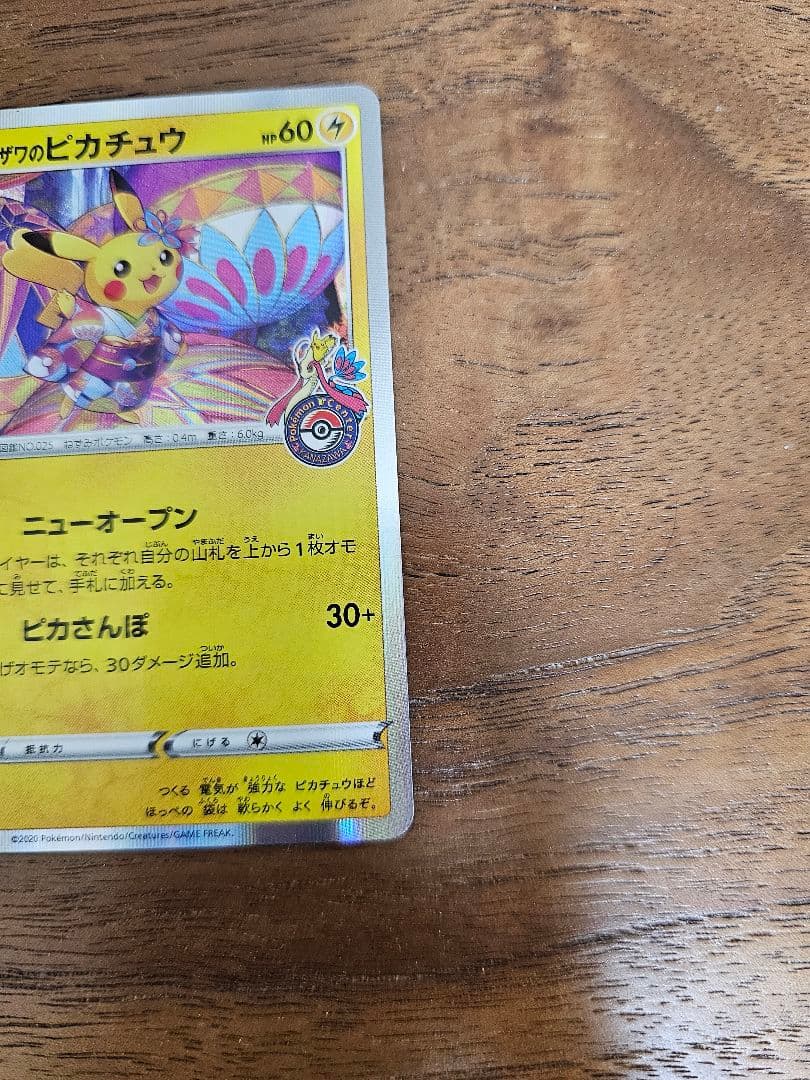 ザワのピカチュウ HP60
図鑑NO.025 ねずみポケモン 高さ:0.4m 重さ:6.0kg
Pokémon Center
KANAZAWA
ニューオープン
イヤーは、それぞれ自分の山札を上から1枚オモ
に見せて、手札に加える。
ピカさんぽ 30+
げオモテなら、30ダメージ追加。
抵抗力 にげる
つくる 電気が 強力な ピカチュウほど
ほっぺの 袋は 軟らかく よく 伸びるぞ。
©2020 Pokémon/Nintendo/Creatures/GAME FREAK.